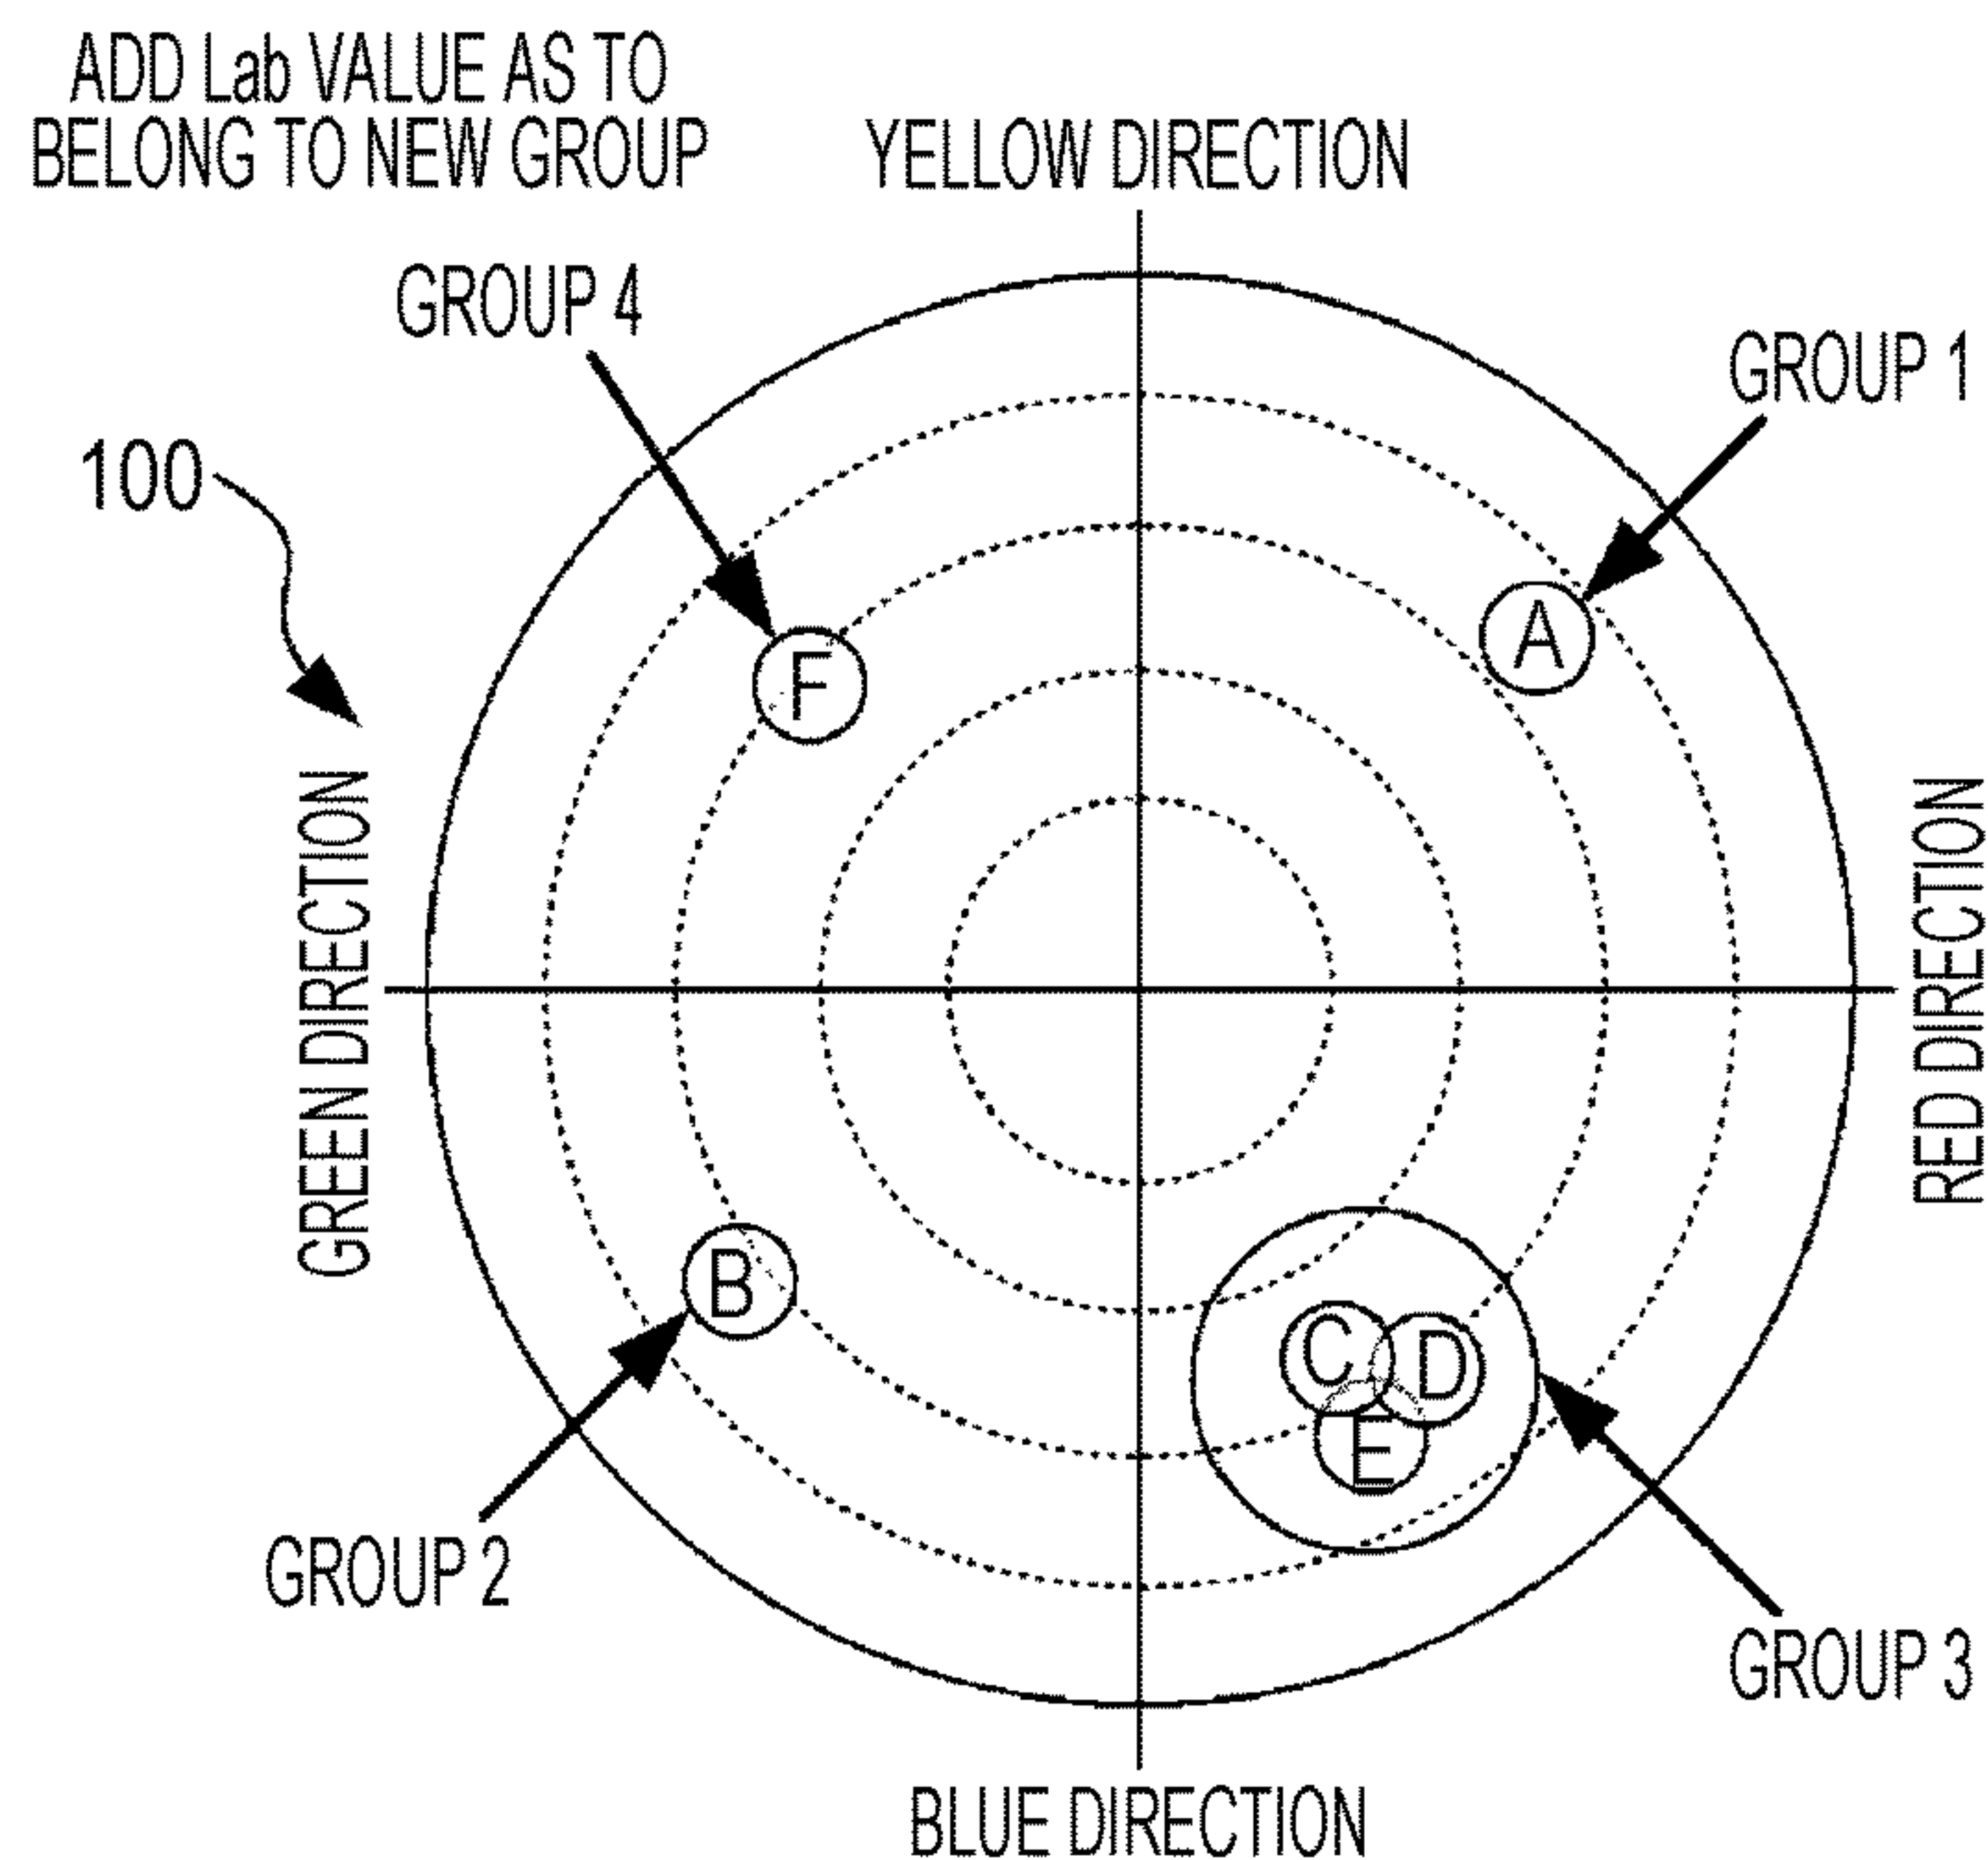 ADD Lab VALUE AS TO
BELONG TO NEW GROUP
YELLOW DIRECTION
GROUP 4
GROUP 1
100
A
F
GREEN DIRECTION
RED DIRECTION
B
C
D
E
GROUP 2
GROUP 3
BLUE DIRECTION